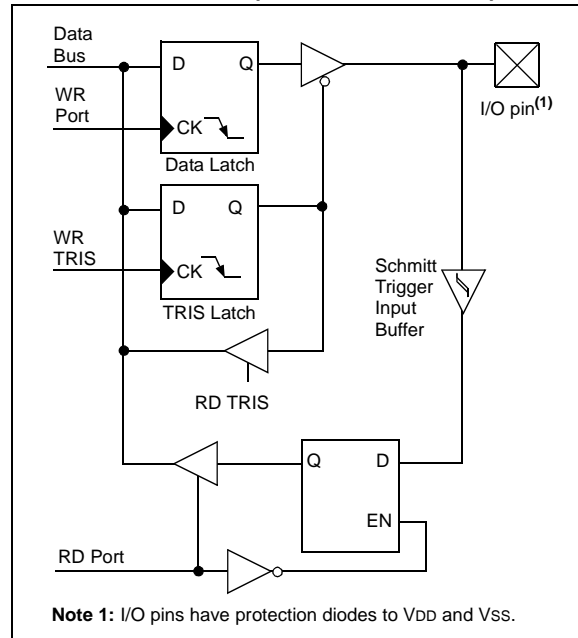 Data
Bus
D Q
WR
Port
CK
Data Latch
I/O pin(1)
D Q
WR
TRIS
CK
TRIS Latch
Schmitt
Trigger
Input
Buffer
RD TRIS
Q D
EN
RD Port
Note 1: I/O pins have protection diodes to VDD and VSS.